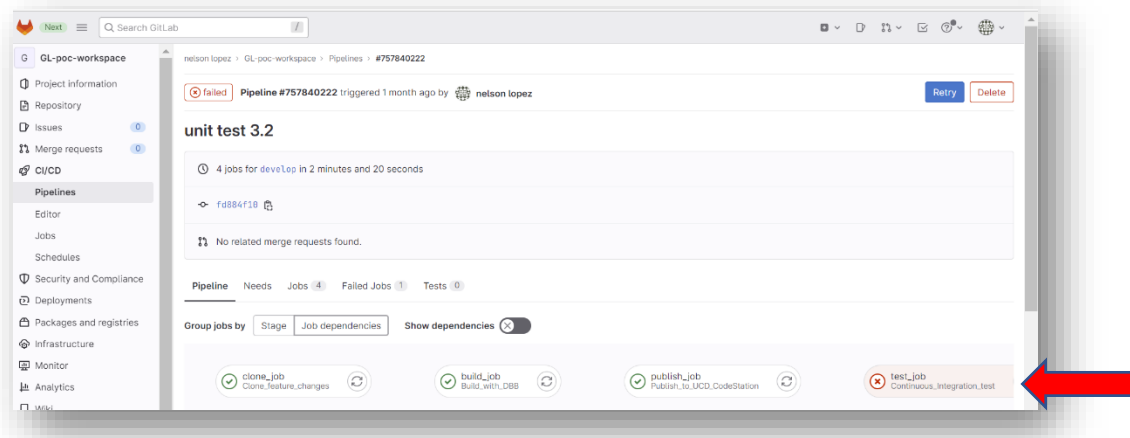 Next
Search GitLab
/
G GL-poc-workspace
Project information
Repository
Issues 0
Merge requests 0
CI/CD
Pipelines
Editor
Jobs
Schedules
Security and Compliance
Deployments
Packages and registries
Infrastructure
Monitor
Analytics
Wiki
nelson lopez › GL-poc-workspace › Pipelines › #757840222
failed Pipeline #757840222 triggered 1 month ago by nelson lopez
Retry Delete
unit test 3.2
4 jobs for develop in 2 minutes and 20 seconds
fd884f10
No related merge requests found.
Pipeline Needs Jobs 4 Failed Jobs 1 Tests 0
Group jobs by Stage Job dependencies Show dependencies
clone_job
Clone_feature_changes
build_job
Build_with_DBB
publish_job
Publish_to_UCD_CodeStation
test_job
Continuous_Integration_test